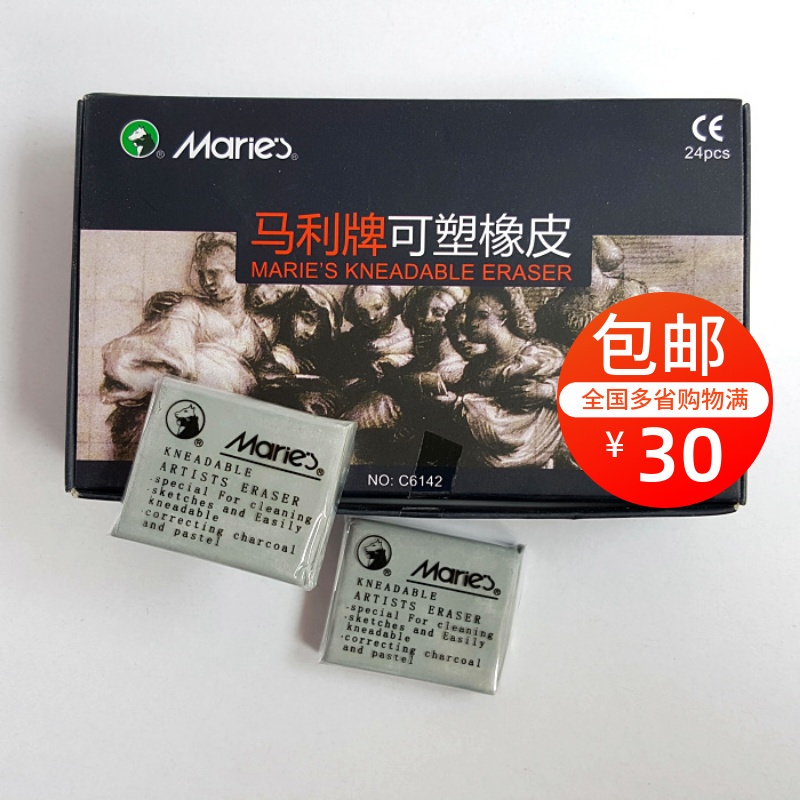 Marie's®
CE
24pcs
马利牌可塑橡皮
MARIE'S KNEADABLE ERASER
包邮
全国多省购物满
¥30
NO: C6142
Marie's®
KNEADABLE
ARTISTS ERASER
·special For cleaning
·sketches and Easily
kneadable
·correcting charcoal
and pastel
Marie's®
KNEADABLE
ARTISTS ERASER
·special For cleaning
·sketches and Easily
kneadable
·correcting charcoal
and pastel